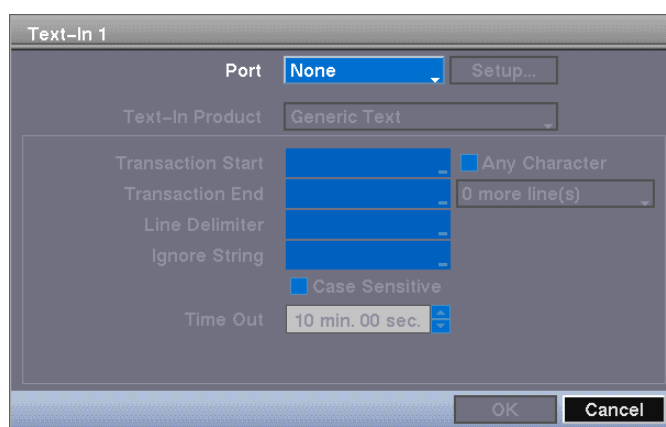 Text-In 1
Port None Setup...
Text-In Product Generic Text
Transaction Start Any Character
Transaction End 0 more line(s)
Line Delimiter
Ignore String
Case Sensitive
Time Out 10 min. 00 sec.
OK Cancel